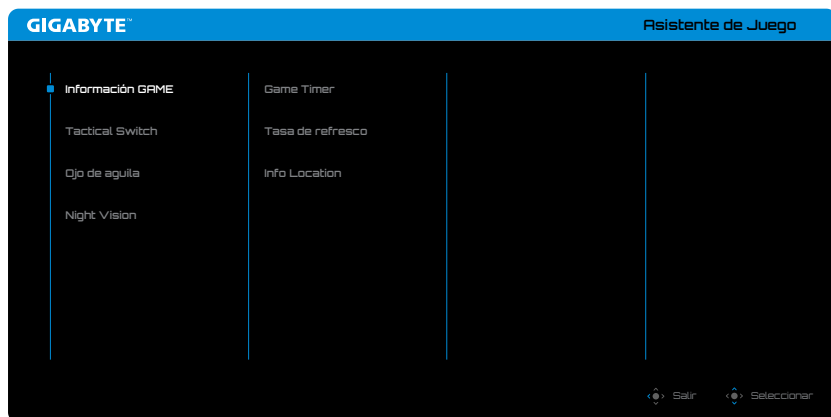 GIGABYTE™
Asistente de Juego
Información GAME
Tactical Switch
Ojo de aguila
Night Vision
Game Timer
Tasa de refresco
Info Location
Salir
Seleccionar